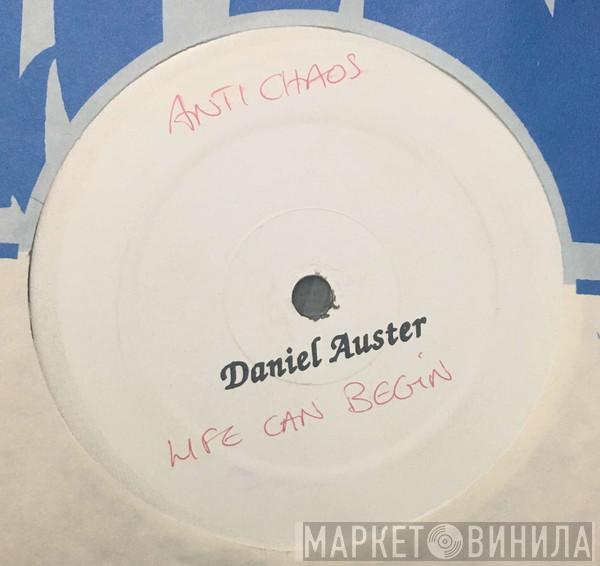 ANTI CHAOS
Daniel Auster
LIFE CAN BEGIN
МАРКЕТ ВИНИЛА